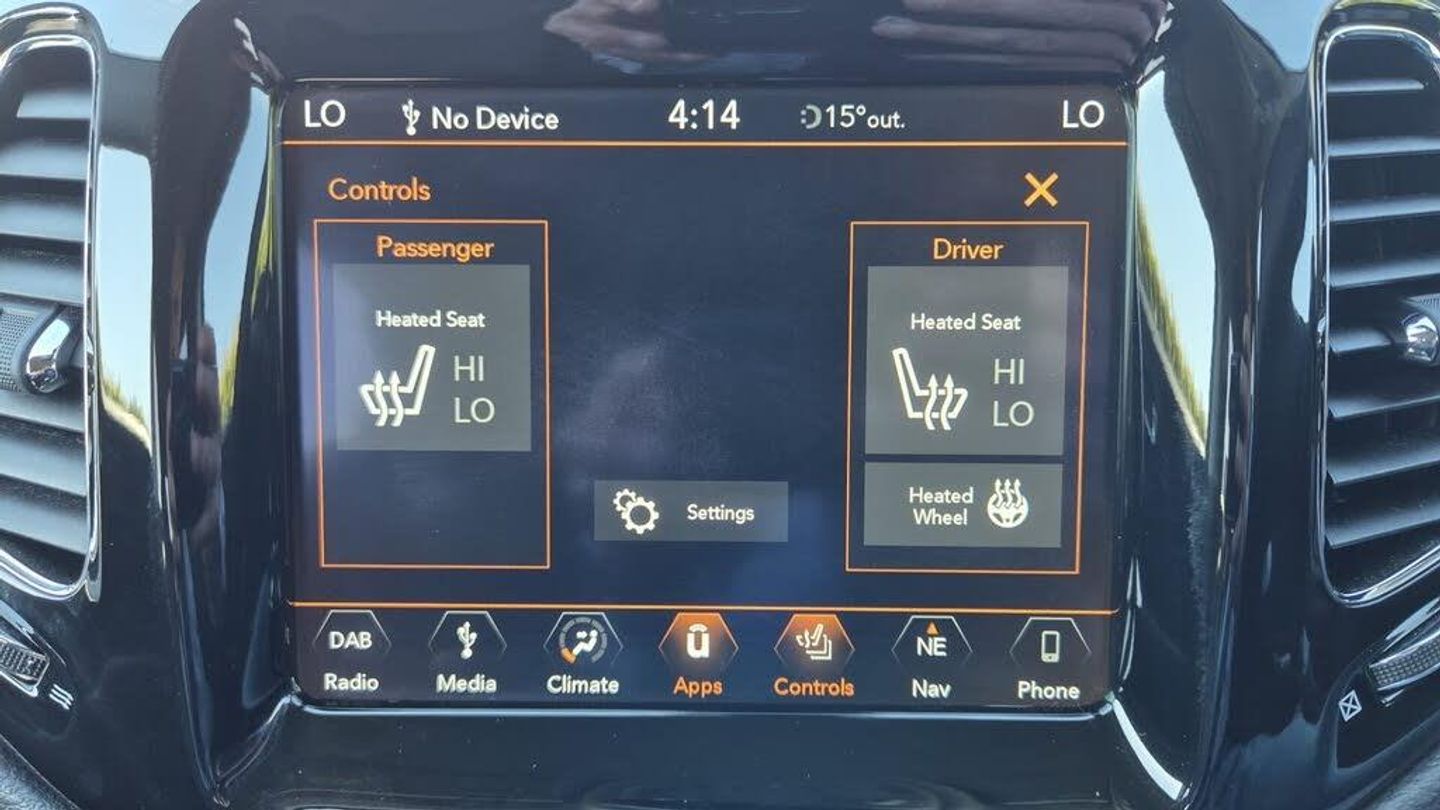 LO No Device 4:14 15°out. LO
Controls
Passenger
Heated Seat
HI
LO
Driver
Heated Seat
HI
LO
Heated
Wheel
Settings
DAB
Radio
Media
Climate
Apps
Controls
NE
Nav
Phone